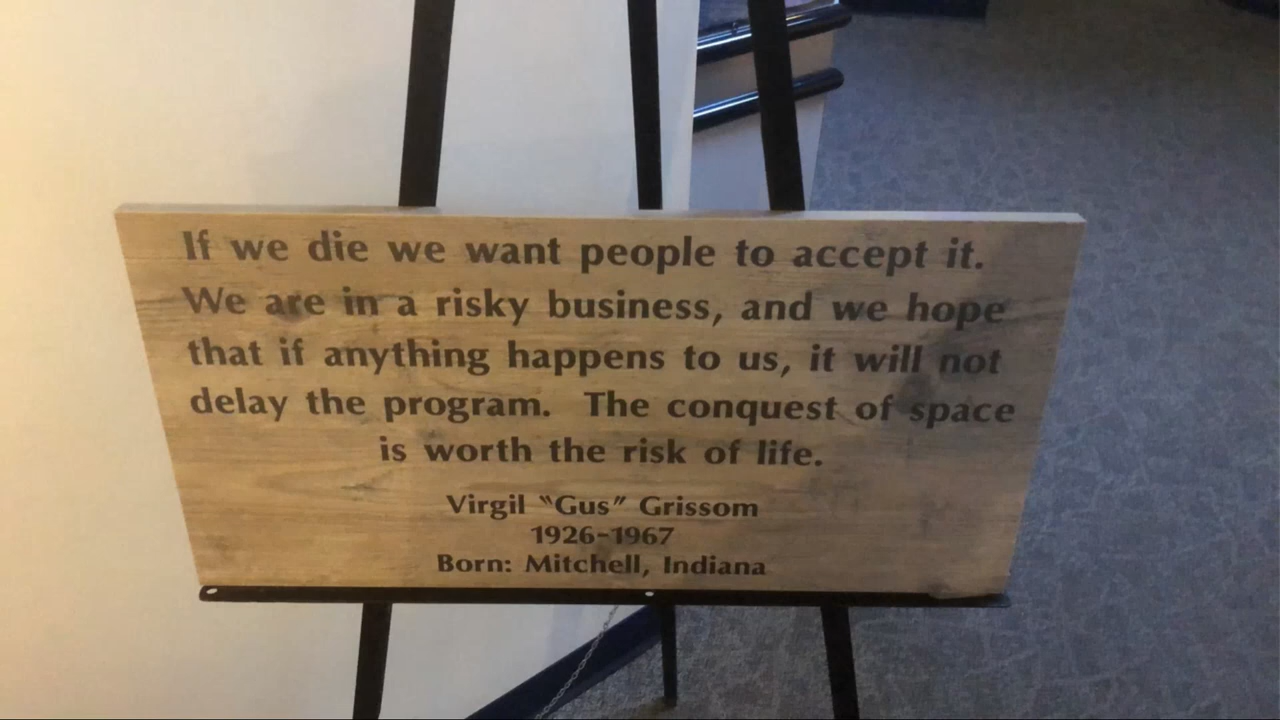 If we die we want people to accept it.
We are in a risky business, and we hope
that if anything happens to us, it will not
delay the program. The conquest of space
is worth the risk of life.
Virgil "Gus" Grissom
1926-1967
Born: Mitchell, Indiana